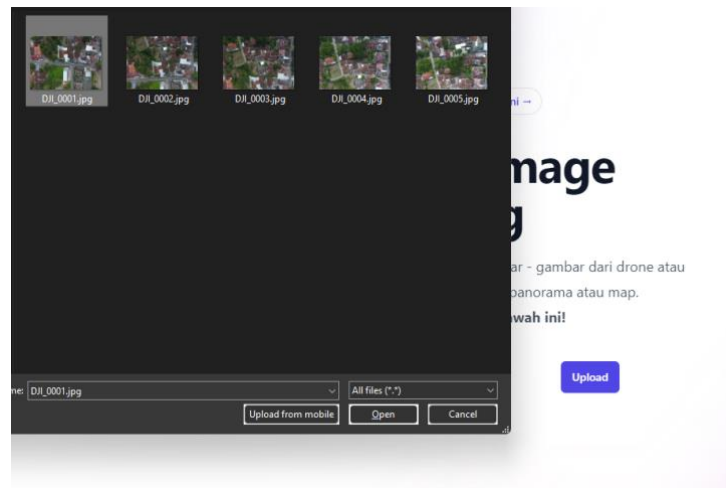 DJI_0001.jpg
DJI_0002.jpg
DJI_0003.jpg
DJI_0004.jpg
DJI_0005.jpg
ni →
mage
g
ar - gambar dari drone atau
panorama atau map.
wah ini!
me: DJI_0001.jpg
All files (*.*)
Upload from mobile
Open
Cancel
Upload